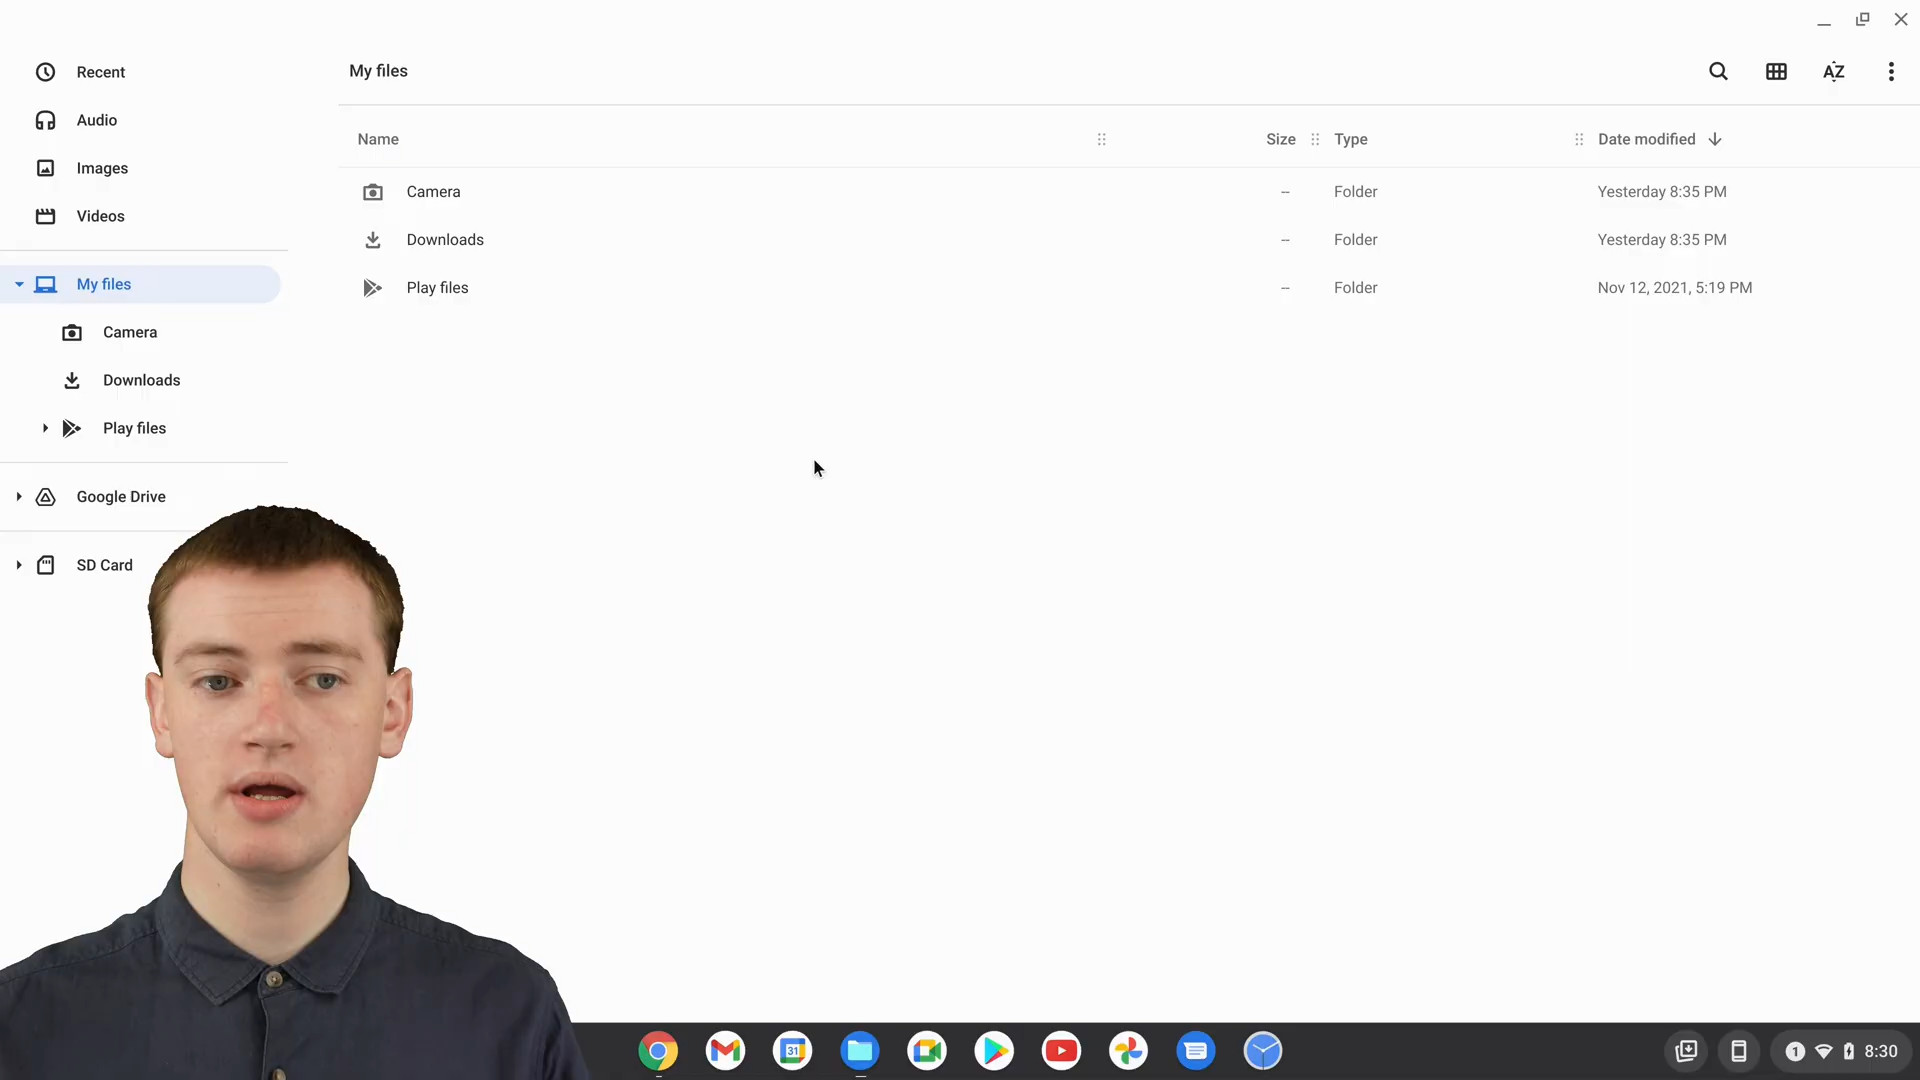 Recent
Audio
Images
Videos
My files
Camera
Downloads
Play files
Google Drive
SD Card
My files
AZ
Name Size Type Date modified
Camera -- Folder Yesterday 8:35 PM
Downloads -- Folder Yesterday 8:35 PM
Play files -- Folder Nov 12, 2021, 5:19 PM
31
1 8:30